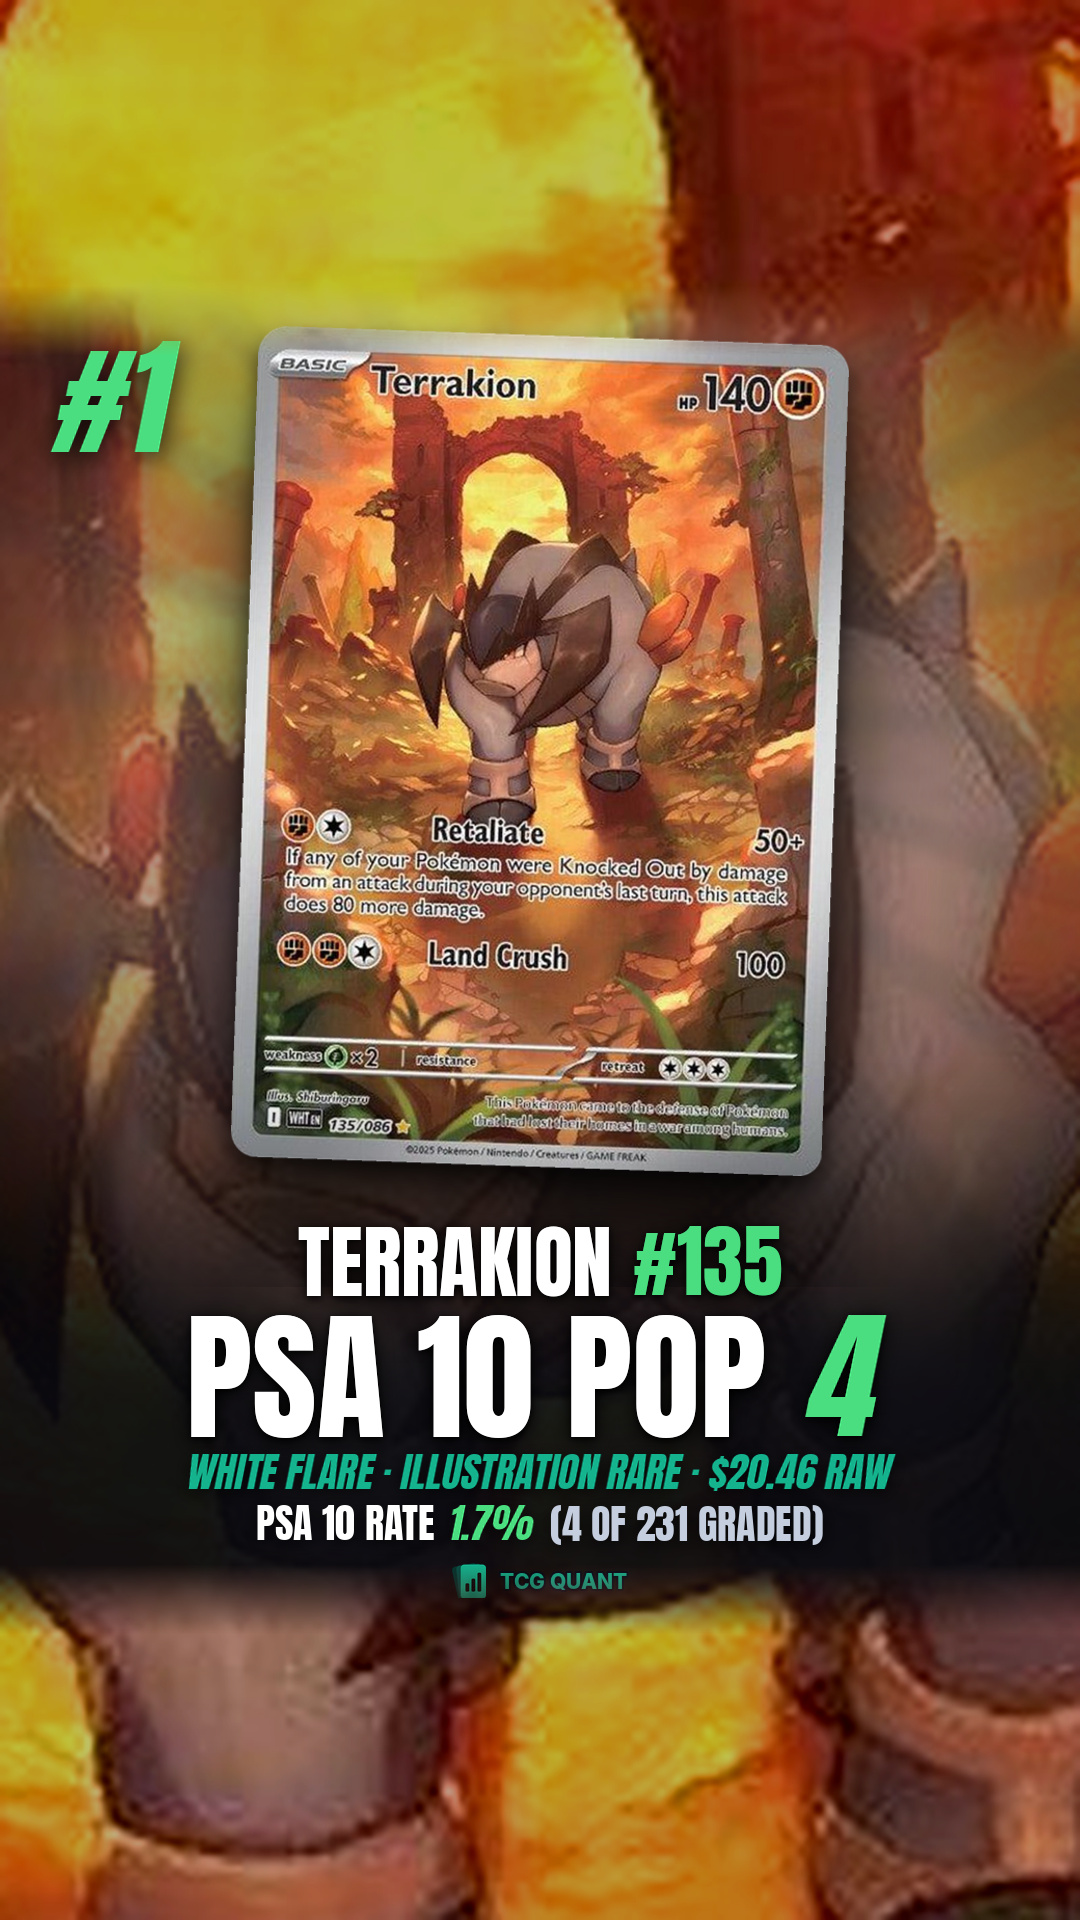 #1
BASIC
Terrakion
HP 140
Retaliate 50+
If any of your Pokémon were Knocked Out by damage
from an attack during your opponent's last turn, this attack
does 80 more damage.
Land Crush 100
weakness ×2 resistance retreat
Illus. Shiburingaru
This Pokémon came to the defense of Pokémon
that had lost their homes in a war among humans.
I WHT EN 135/086
©2025 Pokémon / Nintendo / Creatures / GAME FREAK
TERRAKION #135
PSA 10 POP 4
WHITE FLARE · ILLUSTRATION RARE · $20.46 RAW
PSA 10 RATE 1.7% (4 OF 231 GRADED)
TCG QUANT